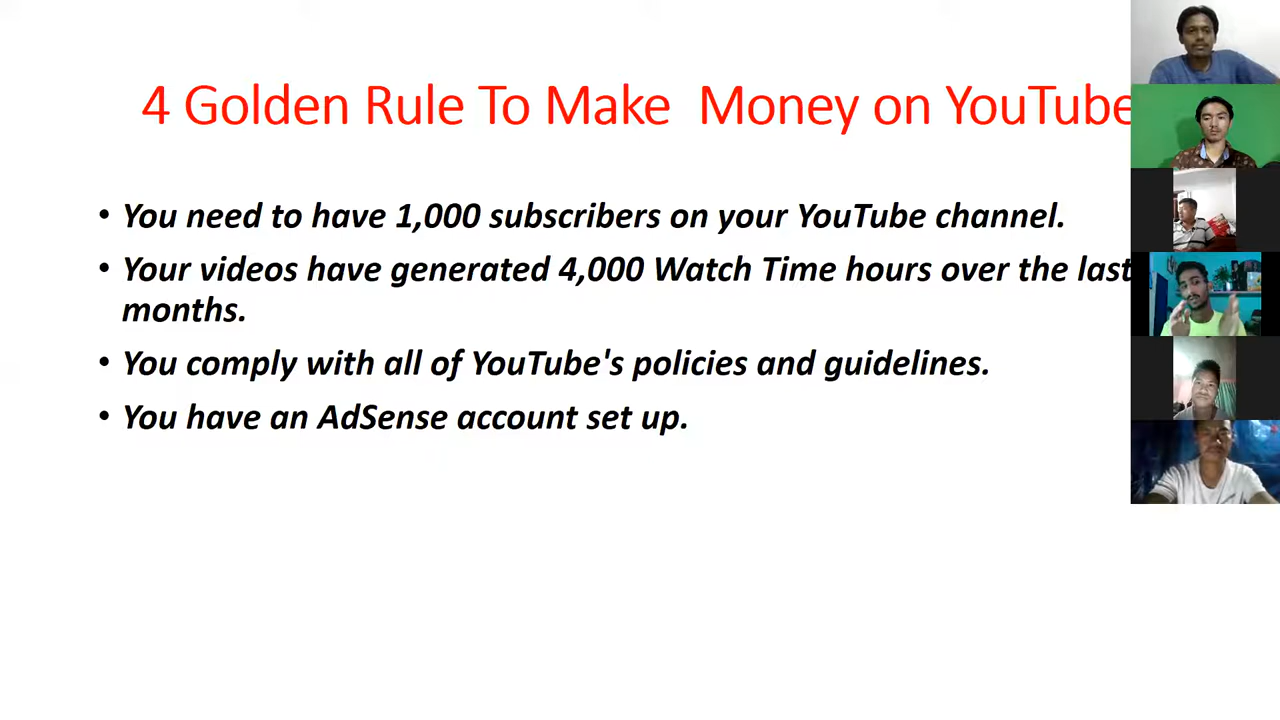 4 Golden Rule To Make Money on YouTube
• You need to have 1,000 subscribers on your YouTube channel.
• Your videos have generated 4,000 Watch Time hours over the last
months.
• You comply with all of YouTube's policies and guidelines.
• You have an AdSense account set up.